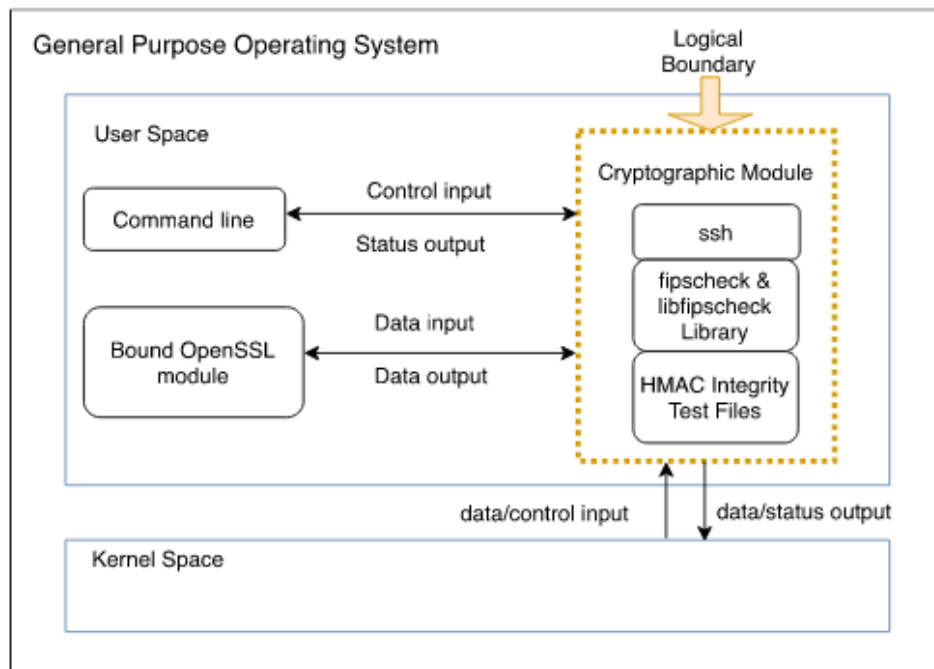 General Purpose Operating System
Logical
Boundary
User Space
Cryptographic Module
Command line
Control input
Status output
ssh
fipscheck &
libfipscheck
Library
Bound OpenSSL
module
Data input
Data output
HMAC Integrity
Test Files
data/control input
data/status output
Kernel Space